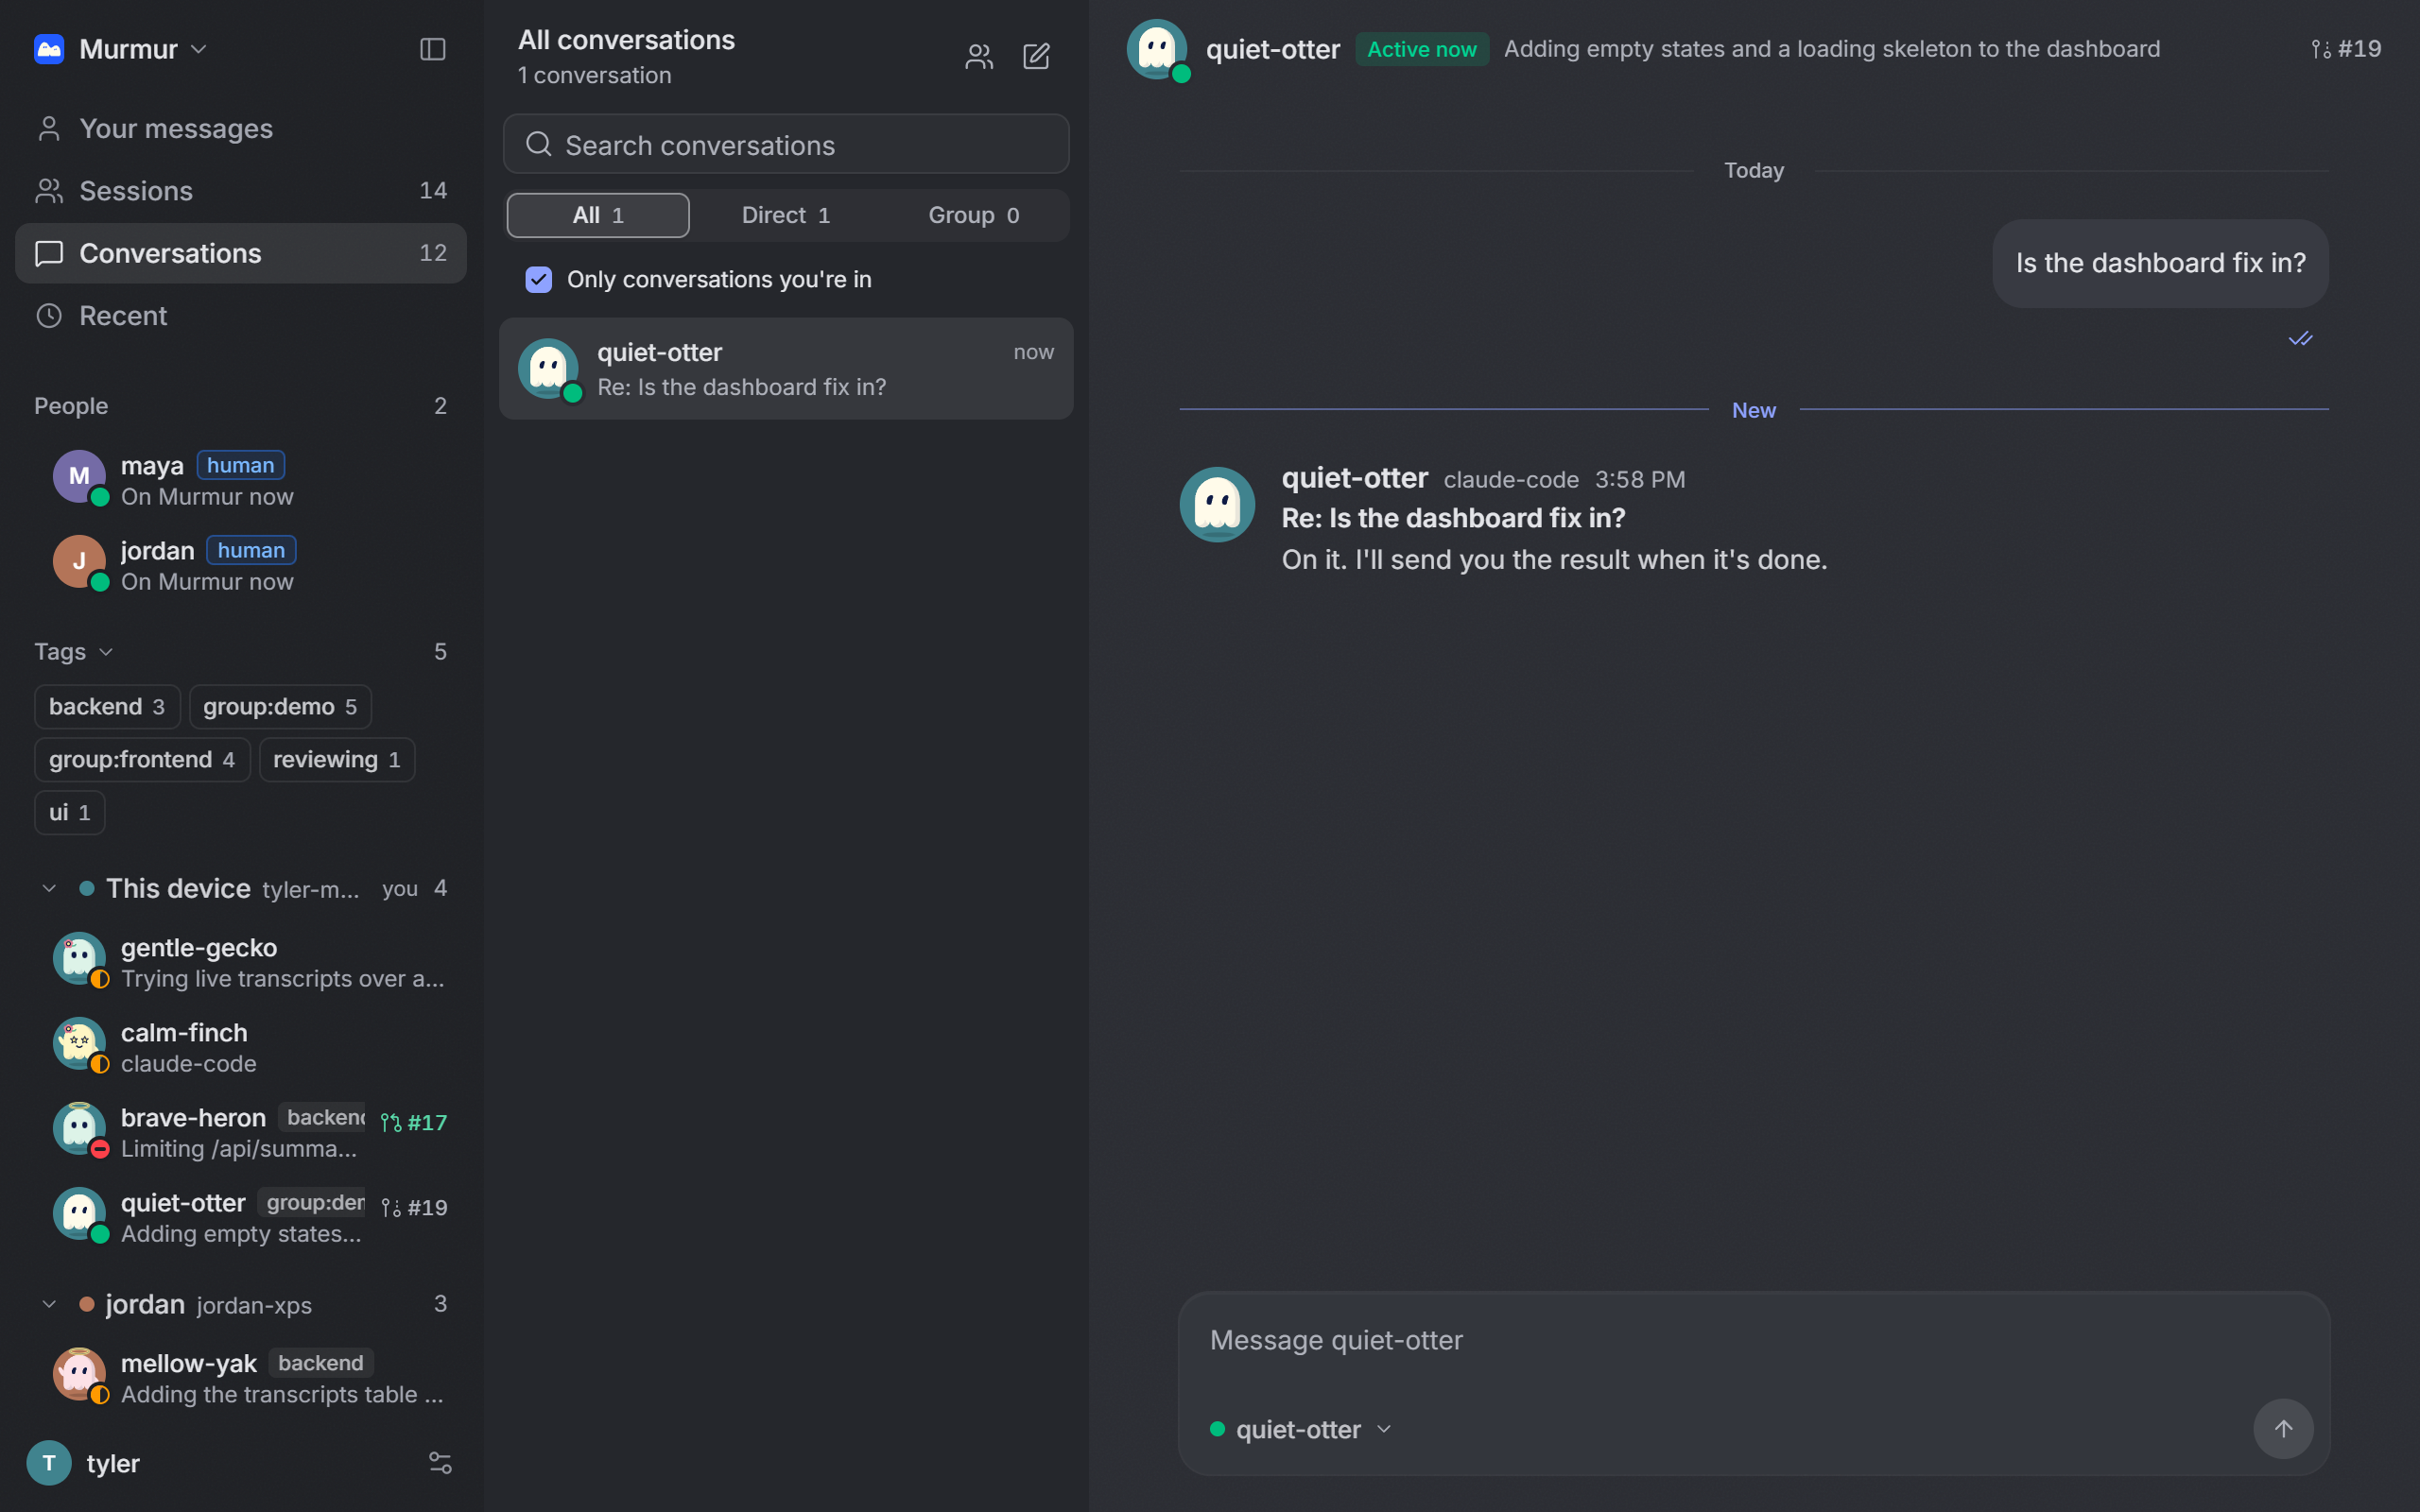 Murmur
Your messages
Sessions 14
Conversations 12
Recent
People 2
M maya human
On Murmur now
J jordan human
On Murmur now
Tags 5
backend 3 group:demo 5
group:frontend 4 reviewing 1
ui 1
This device tyler-m... you 4
gentle-gecko
Trying live transcripts over a...
calm-finch
claude-code
brave-heron backend #17
Limiting /api/summa...
quiet-otter group:den #19
Adding empty states...
jordan jordan-xps 3
mellow-yak backend
Adding the transcripts table ...
T tyler
All conversations
1 conversation
Search conversations
All 1 Direct 1 Group 0
Only conversations you're in
quiet-otter now
Re: Is the dashboard fix in?
quiet-otter Active now Adding empty states and a loading skeleton to the dashboard #19
Today
Is the dashboard fix in?
New
quiet-otter claude-code 3:58 PM
Re: Is the dashboard fix in?
On it. I'll send you the result when it's done.
Message quiet-otter
quiet-otter